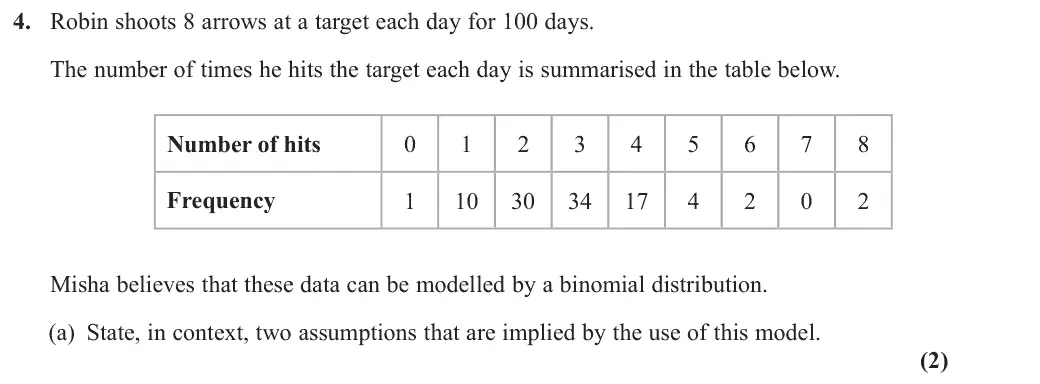 4. Robin shoots 8 arrows at a target each day for 100 days.
The number of times he hits the target each day is summarised in the table below.
Number of hits 0 1 2 3 4 5 6 7 8
Frequency 1 10 30 34 17 4 2 0 2
Misha believes that these data can be modelled by a binomial distribution.
(a) State, in context, two assumptions that are implied by the use of this model.
(2)